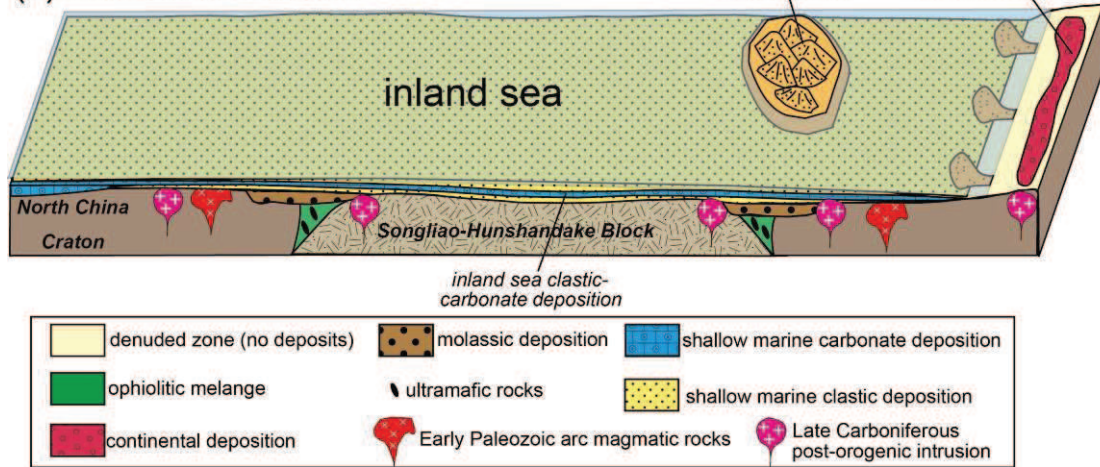 inland sea
North China
Craton
Songliao-Hunshandake Block
inland sea clastic-
carbonate deposition
denuded zone (no deposits)
molassic deposition
shallow marine carbonate deposition
ophiolitic melange
ultramafic rocks
shallow marine clastic deposition
continental deposition
Early Paleozoic arc magmatic rocks
Late Carboniferous
post-orogenic intrusion